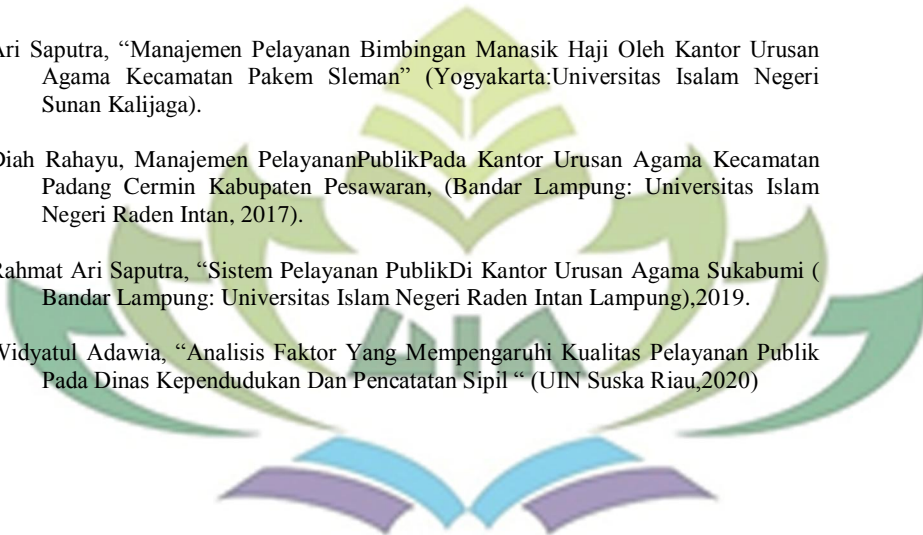 Ari Saputra, “Manajemen Pelayanan Bimbingan Manasik Haji Oleh Kantor Urusan
Agama Kecamatan Pakem Sleman” (Yogyakarta:Universitas Isalam Negeri
Sunan Kalijaga).
Diah Rahayu, Manajemen PelayananPublikPada Kantor Urusan Agama Kecamatan
Padang Cermin Kabupaten Pesawaran, (Bandar Lampung: Universitas Islam
Negeri Raden Intan, 2017).
Rahmat Ari Saputra, “Sistem Pelayanan PublikDi Kantor Urusan Agama Sukabumi (
Bandar Lampung: Universitas Islam Negeri Raden Intan Lampung),2019.
UIN
Widyatul Adawia, “Analisis Faktor Yang Mempengaruhi Kualitas Pelayanan Publik
Pada Dinas Kependudukan Dan Pencatatan Sipil “ (UIN Suska Riau,2020)